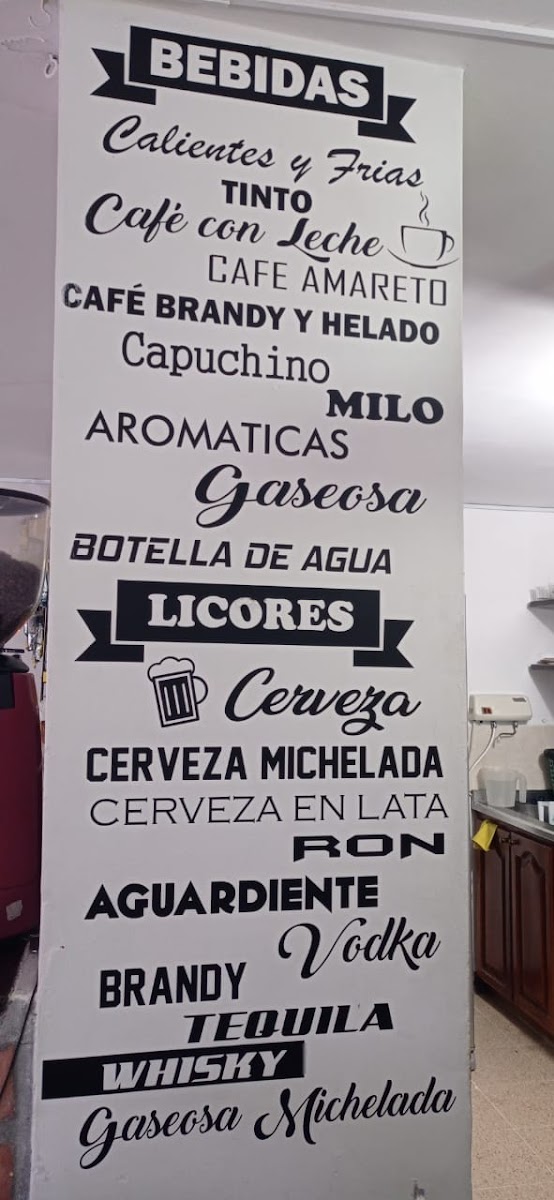 BEBIDAS
Calientes y Frias
TINTO
Café con Leche
CAFE AMARETO
CAFÉ BRANDY Y HELADO
Capuchino
MILO
AROMATICAS
Gaseosa
BOTELLA DE AGUA
LICORES
Cerveza
CERVEZA MICHELADA
CERVEZA EN LATA
RON
AGUARDIENTE
Vodka
BRANDY
TEQUILA
WHISKY
Gaseosa Michelada